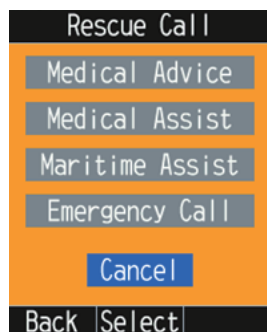 Rescue Call
Medical Advice
Medical Assist
Maritime Assist
Emergency Call
Cancel
Back |Select|